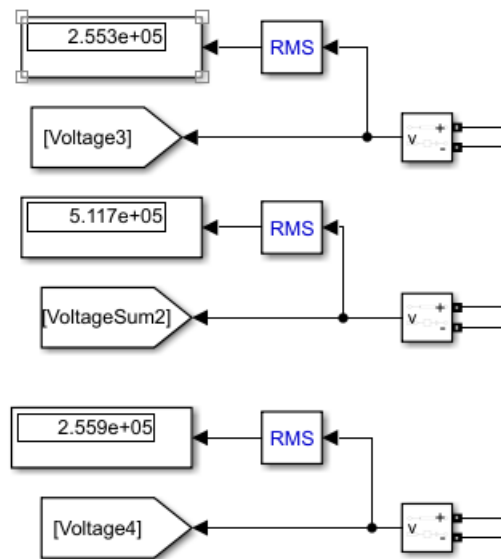 2.553e+05
RMS
[Voltage3]
v
+
-
5.117e+05
RMS
[VoltageSum2]
v
+
-
2.559e+05
RMS
[Voltage4]
v
+
-